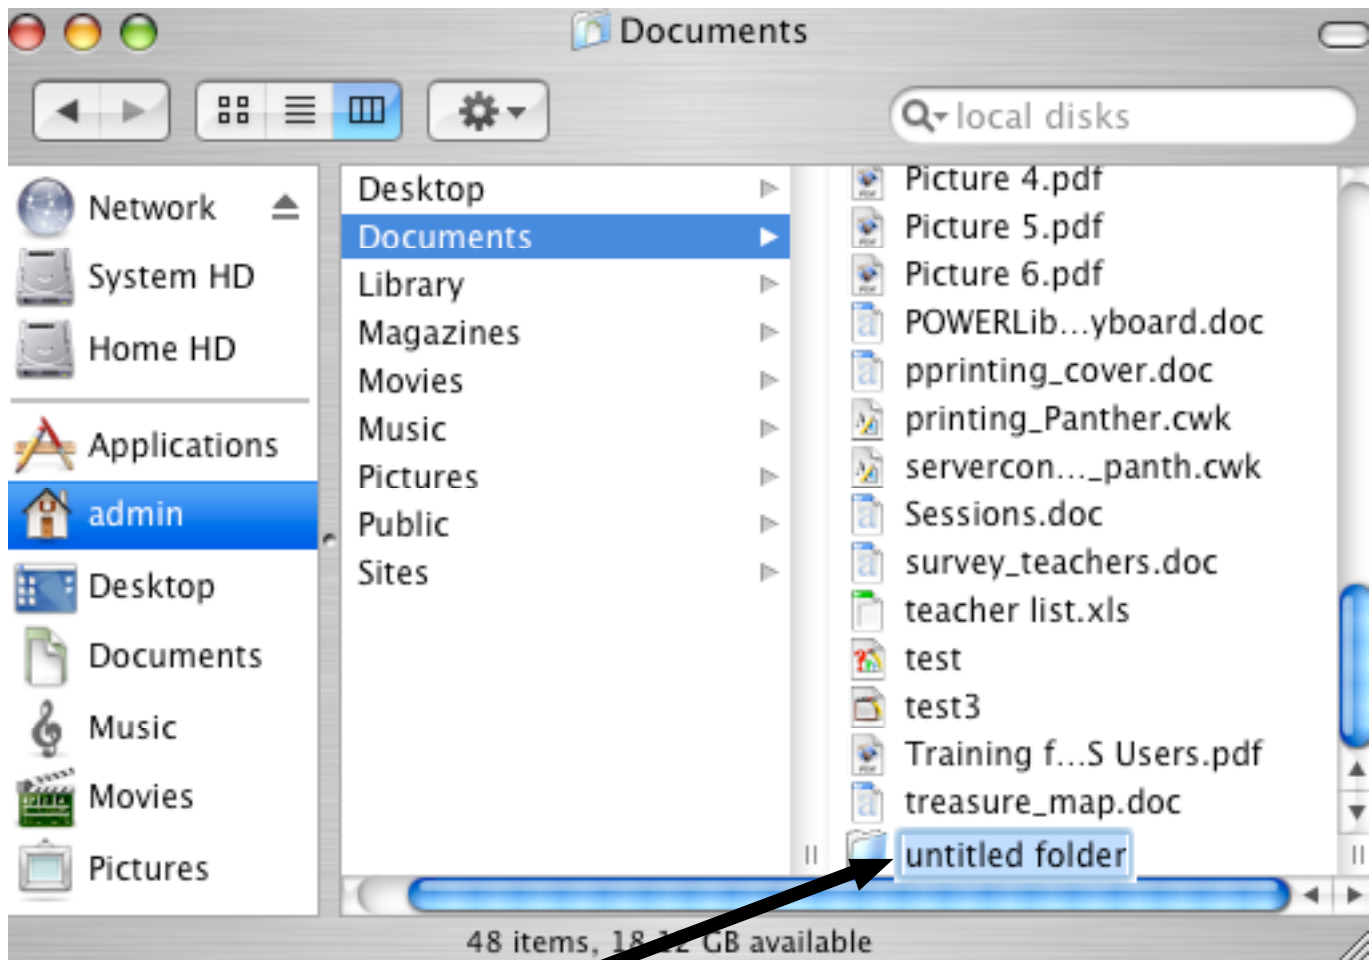 Documents
local disks
Network
System HD
Home HD
Applications
admin
Desktop
Documents
Music
Movies
Pictures
Desktop
Documents
Library
Magazines
Movies
Music
Pictures
Public
Sites
Picture 4.pdf
Picture 5.pdf
Picture 6.pdf
POWERLib...yboard.doc
pprinting_cover.doc
printing_Panther.cwk
servercon..._panth.cwk
Sessions.doc
survey_teachers.doc
teacher list.xls
test
test3
Training f...S Users.pdf
treasure_map.doc
untitled folder
48 items, 18.12 GB available